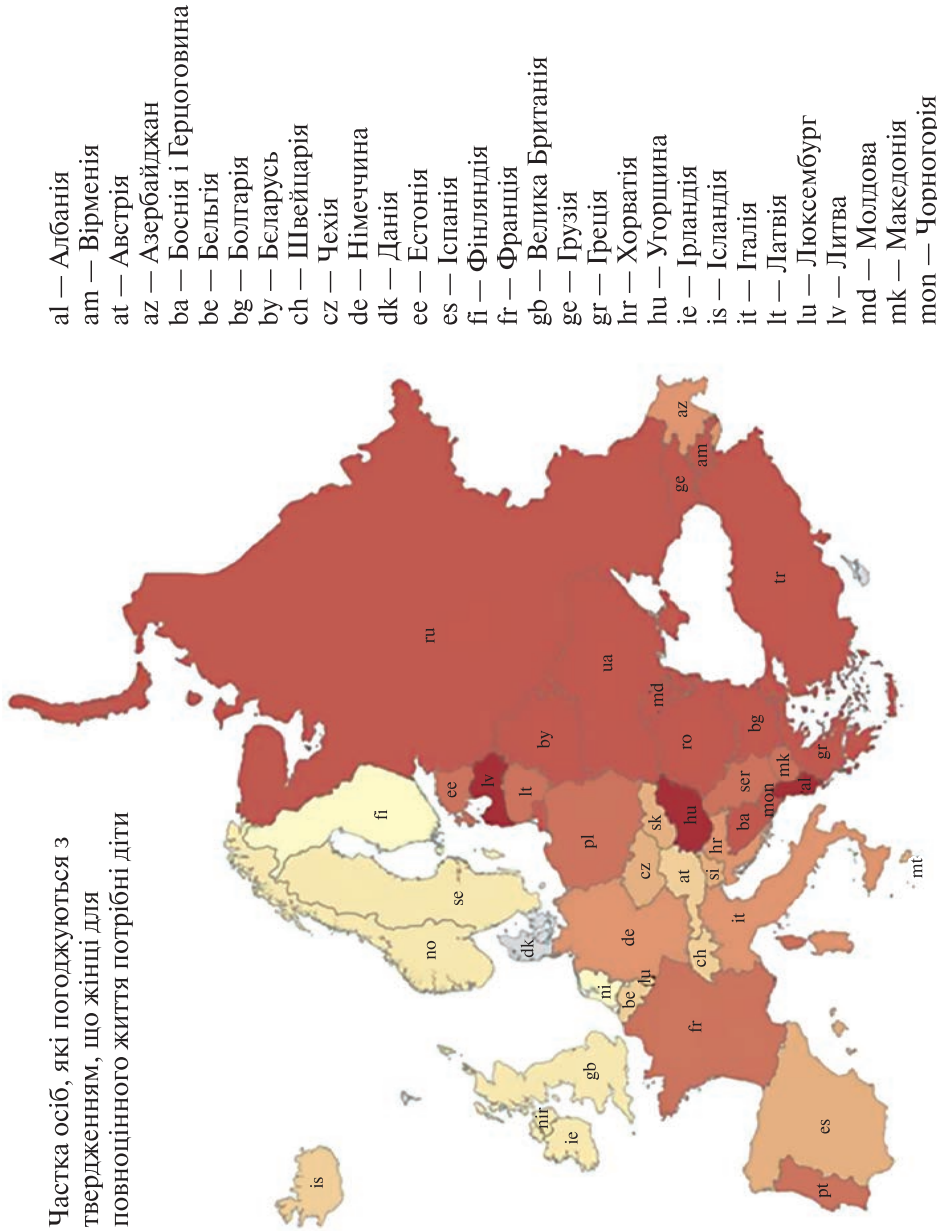 Частка осіб, які погоджуються з
твердженням, що жінці для
повноцінного життя потрібні діти
is
nir
ie
gb
no
se
fi
dk
ee
lv
lt
by
ru
ni
be
lu
de
pl
cz
sk
ua
fr
ch
at
hu
md
ro
si
hr
it
ba
ser
mon
mk
al
bg
gr
pt
es
mt
tr
ge
am
az
al — Албанія
am — Вірменія
at — Австрія
az — Азербайджан
ba — Боснія і Герцоговина
be — Бельгія
bg — Болгарія
by — Бєларусь
ch — Швейцарія
cz — Чехія
de — Німеччина
dk — Данія
ee — Естонія
es — Іспанія
fi — Фінляндія
fr — Франція
gb — Велика Британія
ge — Грузія
gr — Греція
hr — Хорватія
hu — Угорщина
ie — Ірландія
is — Ісландія
it — Італія
lt — Латвія
lu — Люксембург
lv — Литва
md — Молдова
mk — Македонія
mon — Чорногорія